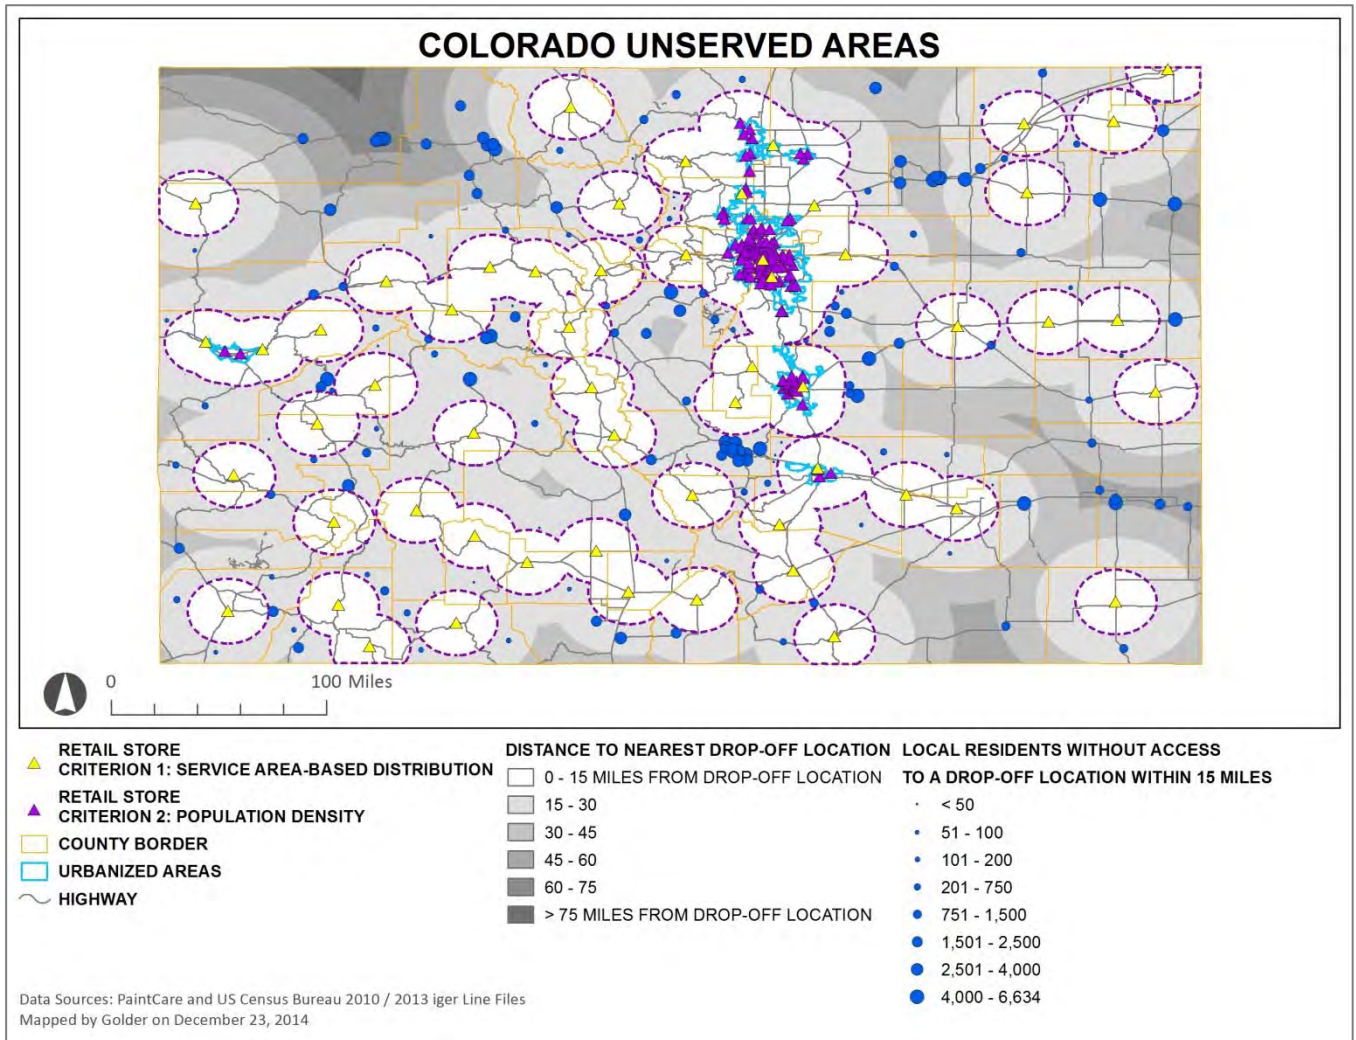 COLORADO UNSERVED AREAS
0
100 Miles
RETAIL STORE
CRITERION 1: SERVICE AREA-BASED DISTRIBUTION
RETAIL STORE
CRITERION 2: POPULATION DENSITY
COUNTY BORDER
URBANIZED AREAS
HIGHWAY
DISTANCE TO NEAREST DROP-OFF LOCATION
0 - 15 MILES FROM DROP-OFF LOCATION
15 - 30
30 - 45
45 - 60
60 - 75
> 75 MILES FROM DROP-OFF LOCATION
LOCAL RESIDENTS WITHOUT ACCESS
TO A DROP-OFF LOCATION WITHIN 15 MILES
< 50
51 - 100
101 - 200
201 - 750
751 - 1,500
1,501 - 2,500
2,501 - 4,000
4,000 - 6,634
Data Sources: PaintCare and US Census Bureau 2010 / 2013 iger Line Files
Mapped by Golder on December 23, 2014